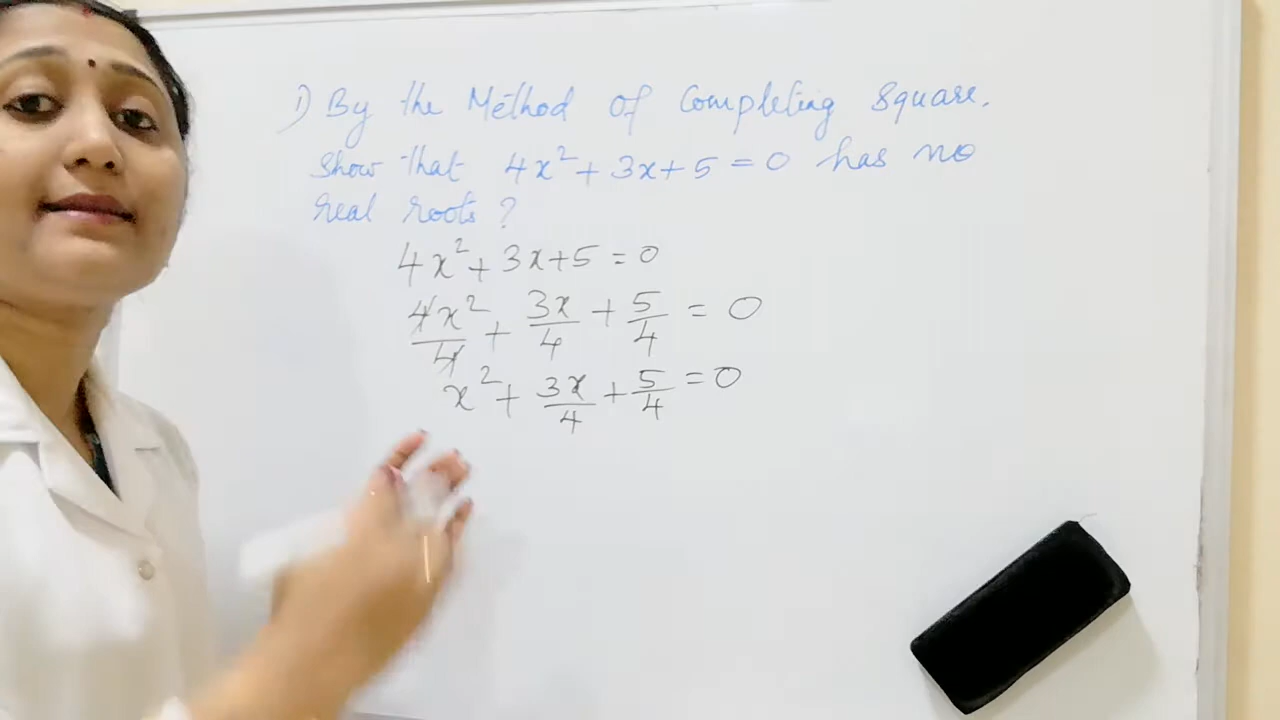 1) By the Method of Completing Square,
show that 4x² + 3x + 5 = 0 has no
real roots ?
4x² + 3x + 5 = 0
4x²/4 + 3x/4 + 5/4 = 0
x² + 3x/4 + 5/4 = 0